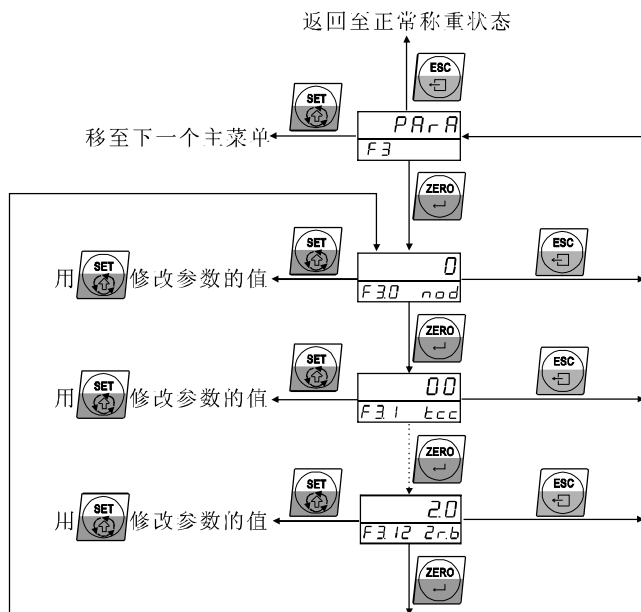 返回至正常称重状态
ESC
SET
PArA
移至下一个主菜单
F3
ZERO
SET
0
ESC
用 SET 修改参数的值
F3.0 nod
ZERO
SET
00
ESC
用 SET 修改参数的值
F3.1 tcc
ZERO
SET
2.0
ESC
用 SET 修改参数的值
F3.12 2r.b
ZERO